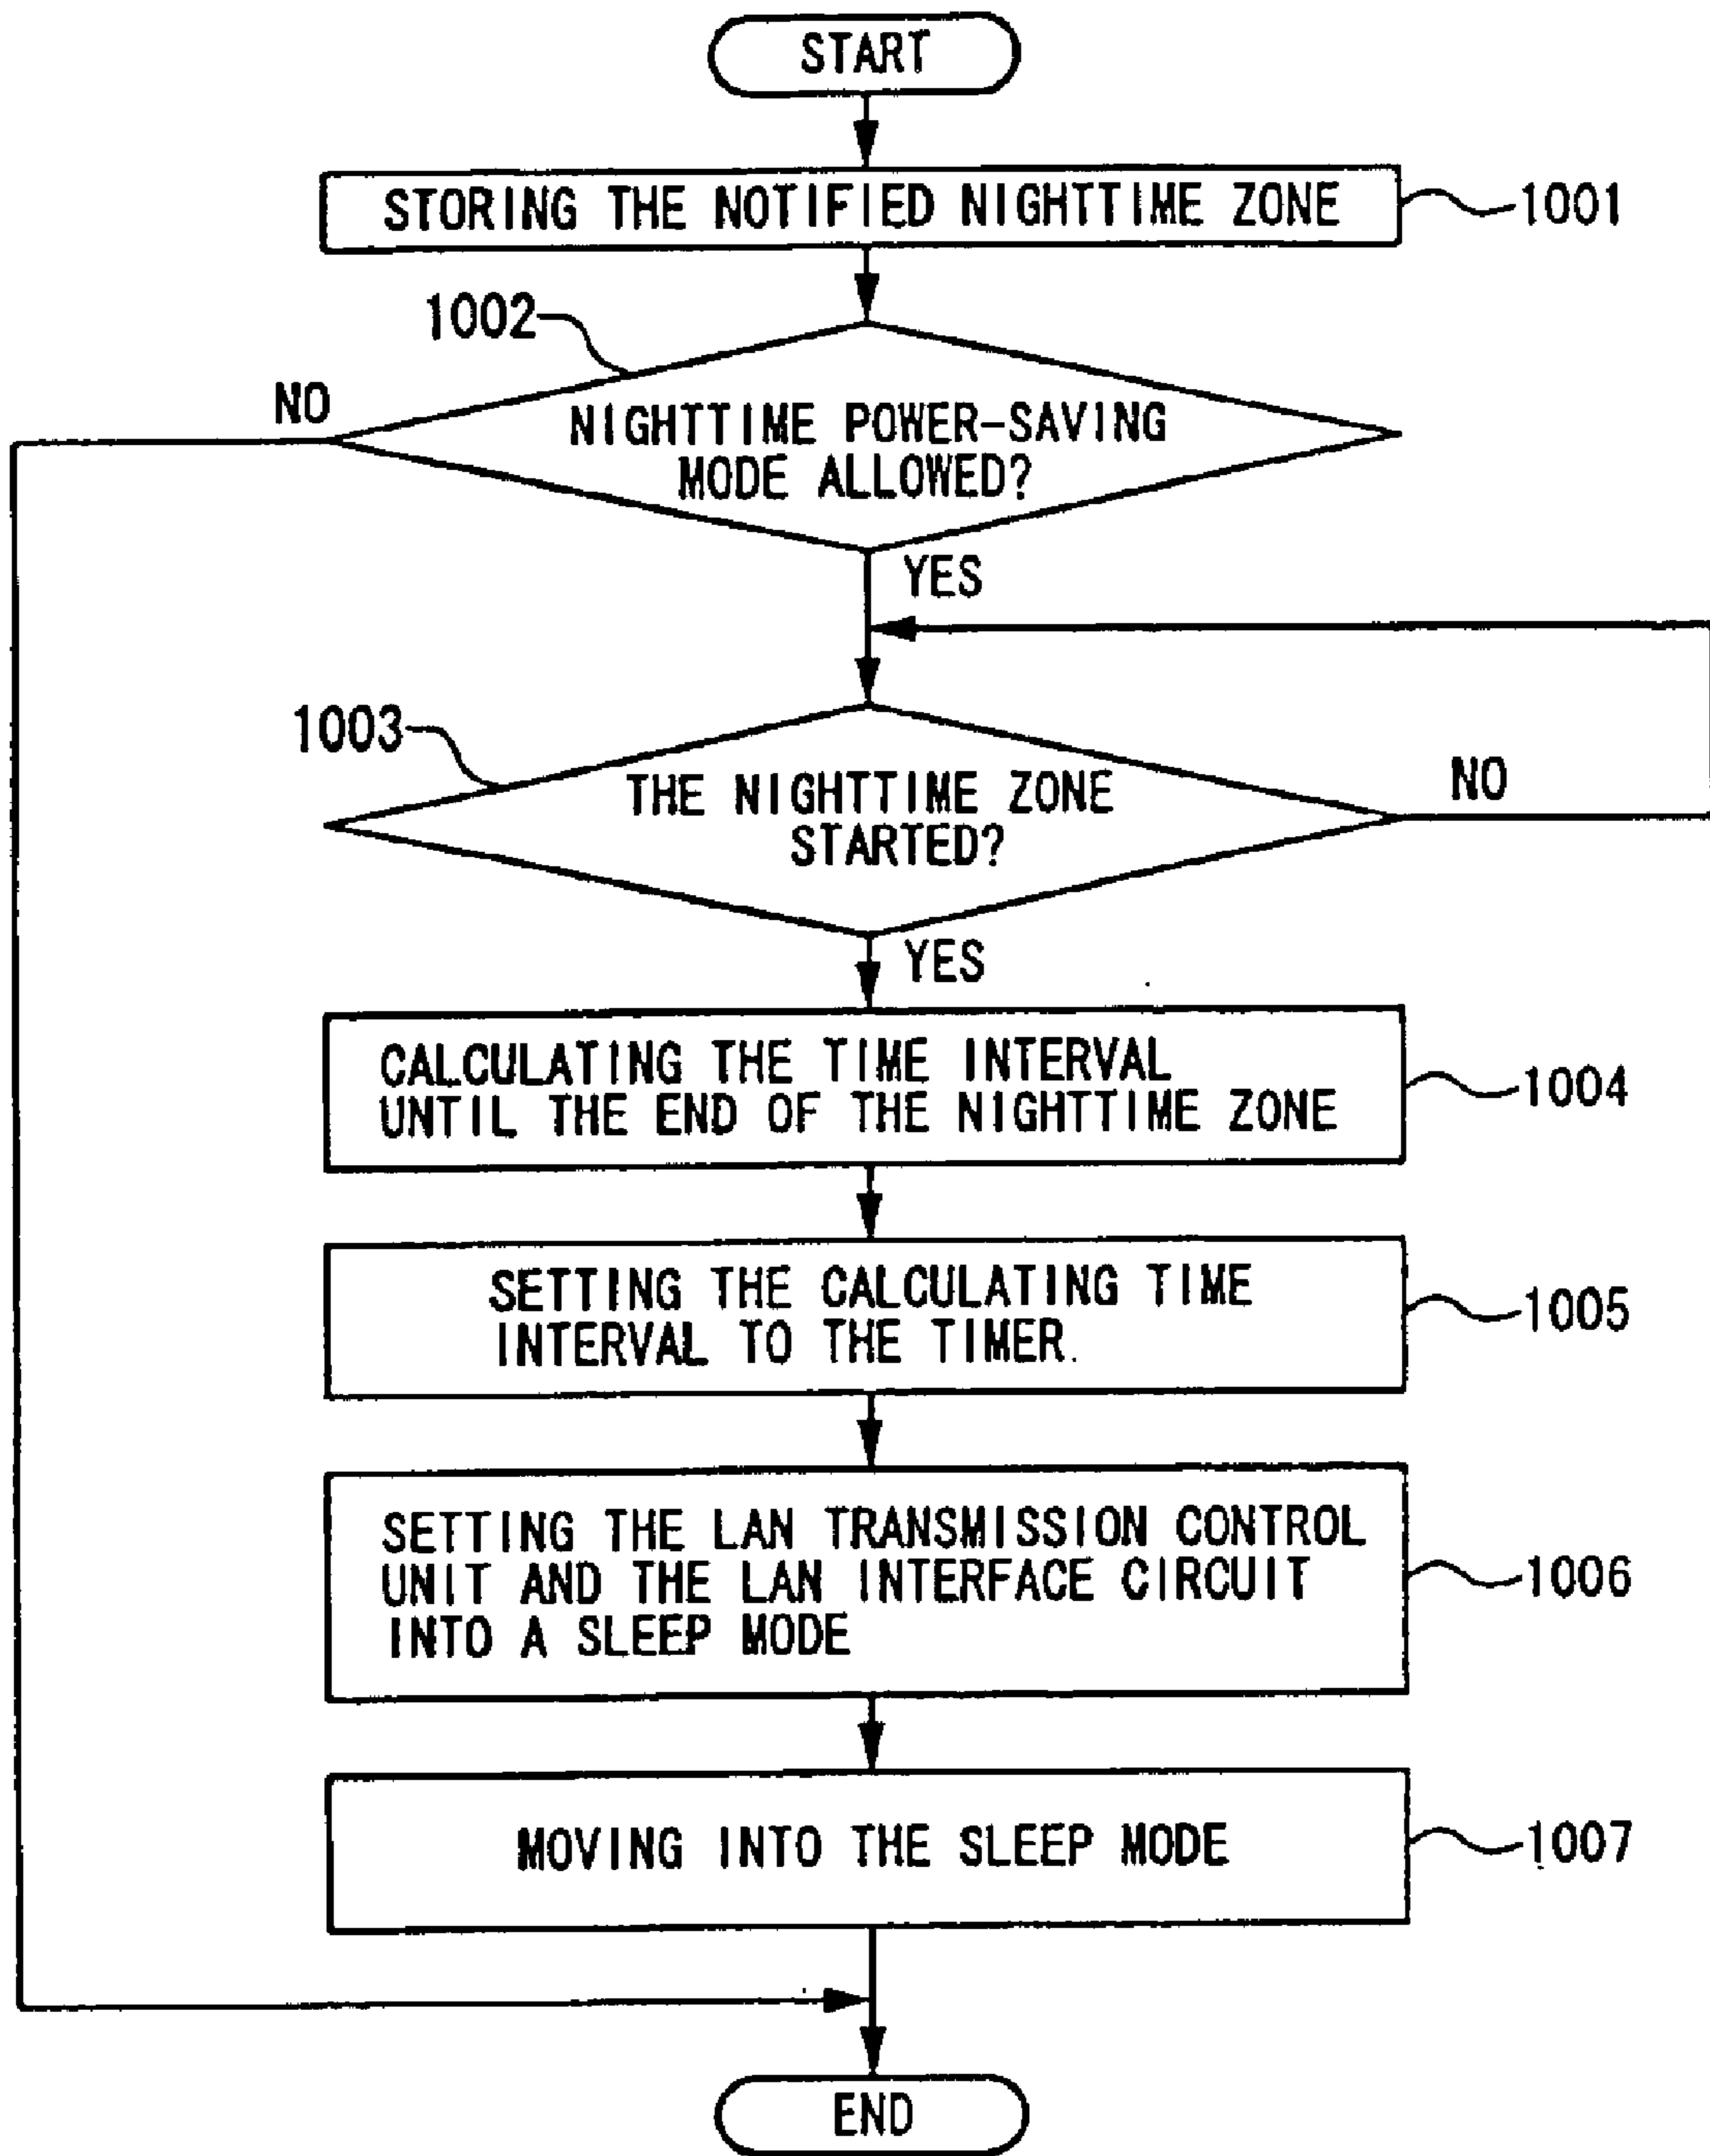 START
STORING THE NOTIFIED NIGHTTIME ZONE
1001
1002
NO
NIGHTTIME POWER-SAVING
MODE ALLOWED?
YES
1003
THE NIGHTTIME ZONE
STARTED?
NO
YES
CALCULATING THE TIME INTERVAL
UNTIL THE END OF THE NIGHTTIME ZONE
1004
SETTING THE CALCULATING TIME
INTERVAL TO THE TIMER.
1005
SETTING THE LAN TRANSMISSION CONTROL
UNIT AND THE LAN INTERFACE CIRCUIT
INTO A SLEEP MODE
1006
MOVING INTO THE SLEEP MODE
1007
END